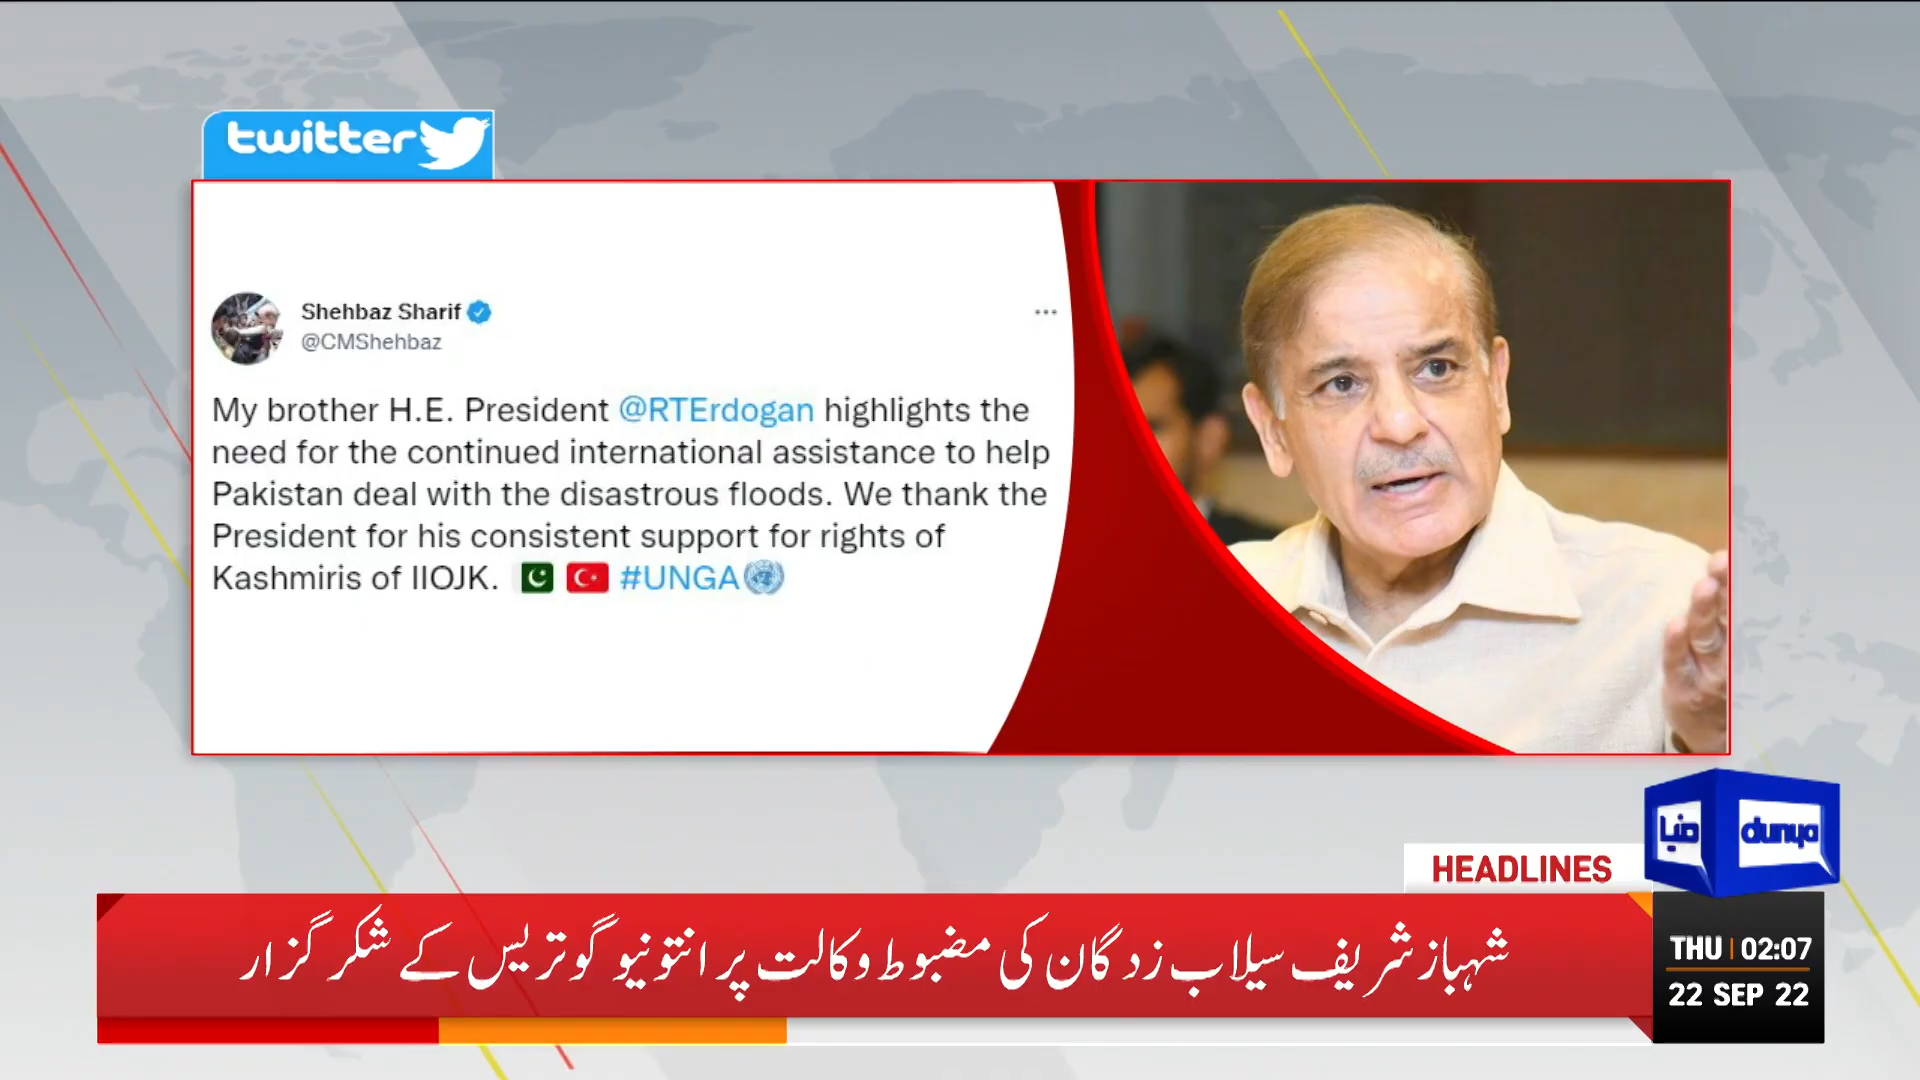 twitter
Shehbaz Sharif
@CMShehbaz
My brother H.E. President @RTErdogan highlights the
need for the continued international assistance to help
Pakistan deal with the disastrous floods. We thank the
President for his consistent support for rights of
Kashmiris of IIOJK. 🇵🇰 🇹🇷 #UNGA🇺🇳
دنیا
dunya
HEADLINES
شہباز شریف سیلاب زدگان کی مضبوط وکالت پر انتونیو گوتریس کے شکر گزار
THU | 02:07
22 SEP 22